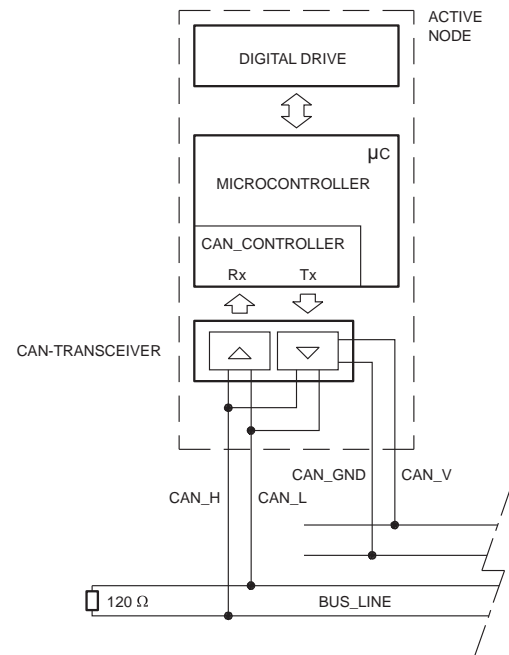 ACTIVE
NODE
DIGITAL DRIVE
µC
MICROCONTROLLER
CAN_CONTROLLER
Rx Tx
CAN-TRANSCEIVER
CAN_GND CAN_V
CAN_H CAN_L
120 Ω BUS_LINE